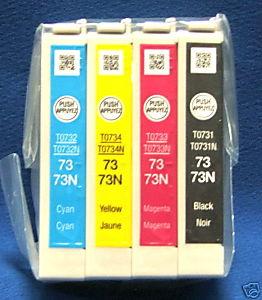 PUSH
APPUYEZ
T0732
T0732N
73
73N
Cyan
Cyan
PUSH
APPUYEZ
T0734
T0734N
73
73N
Yellow
Jaune
PUSH
APPUYEZ
T0733
T0733N
73
73N
Magenta
Magenta
PUSH
APPUYEZ
T0731
T0731N
73
73N
Black
Noir